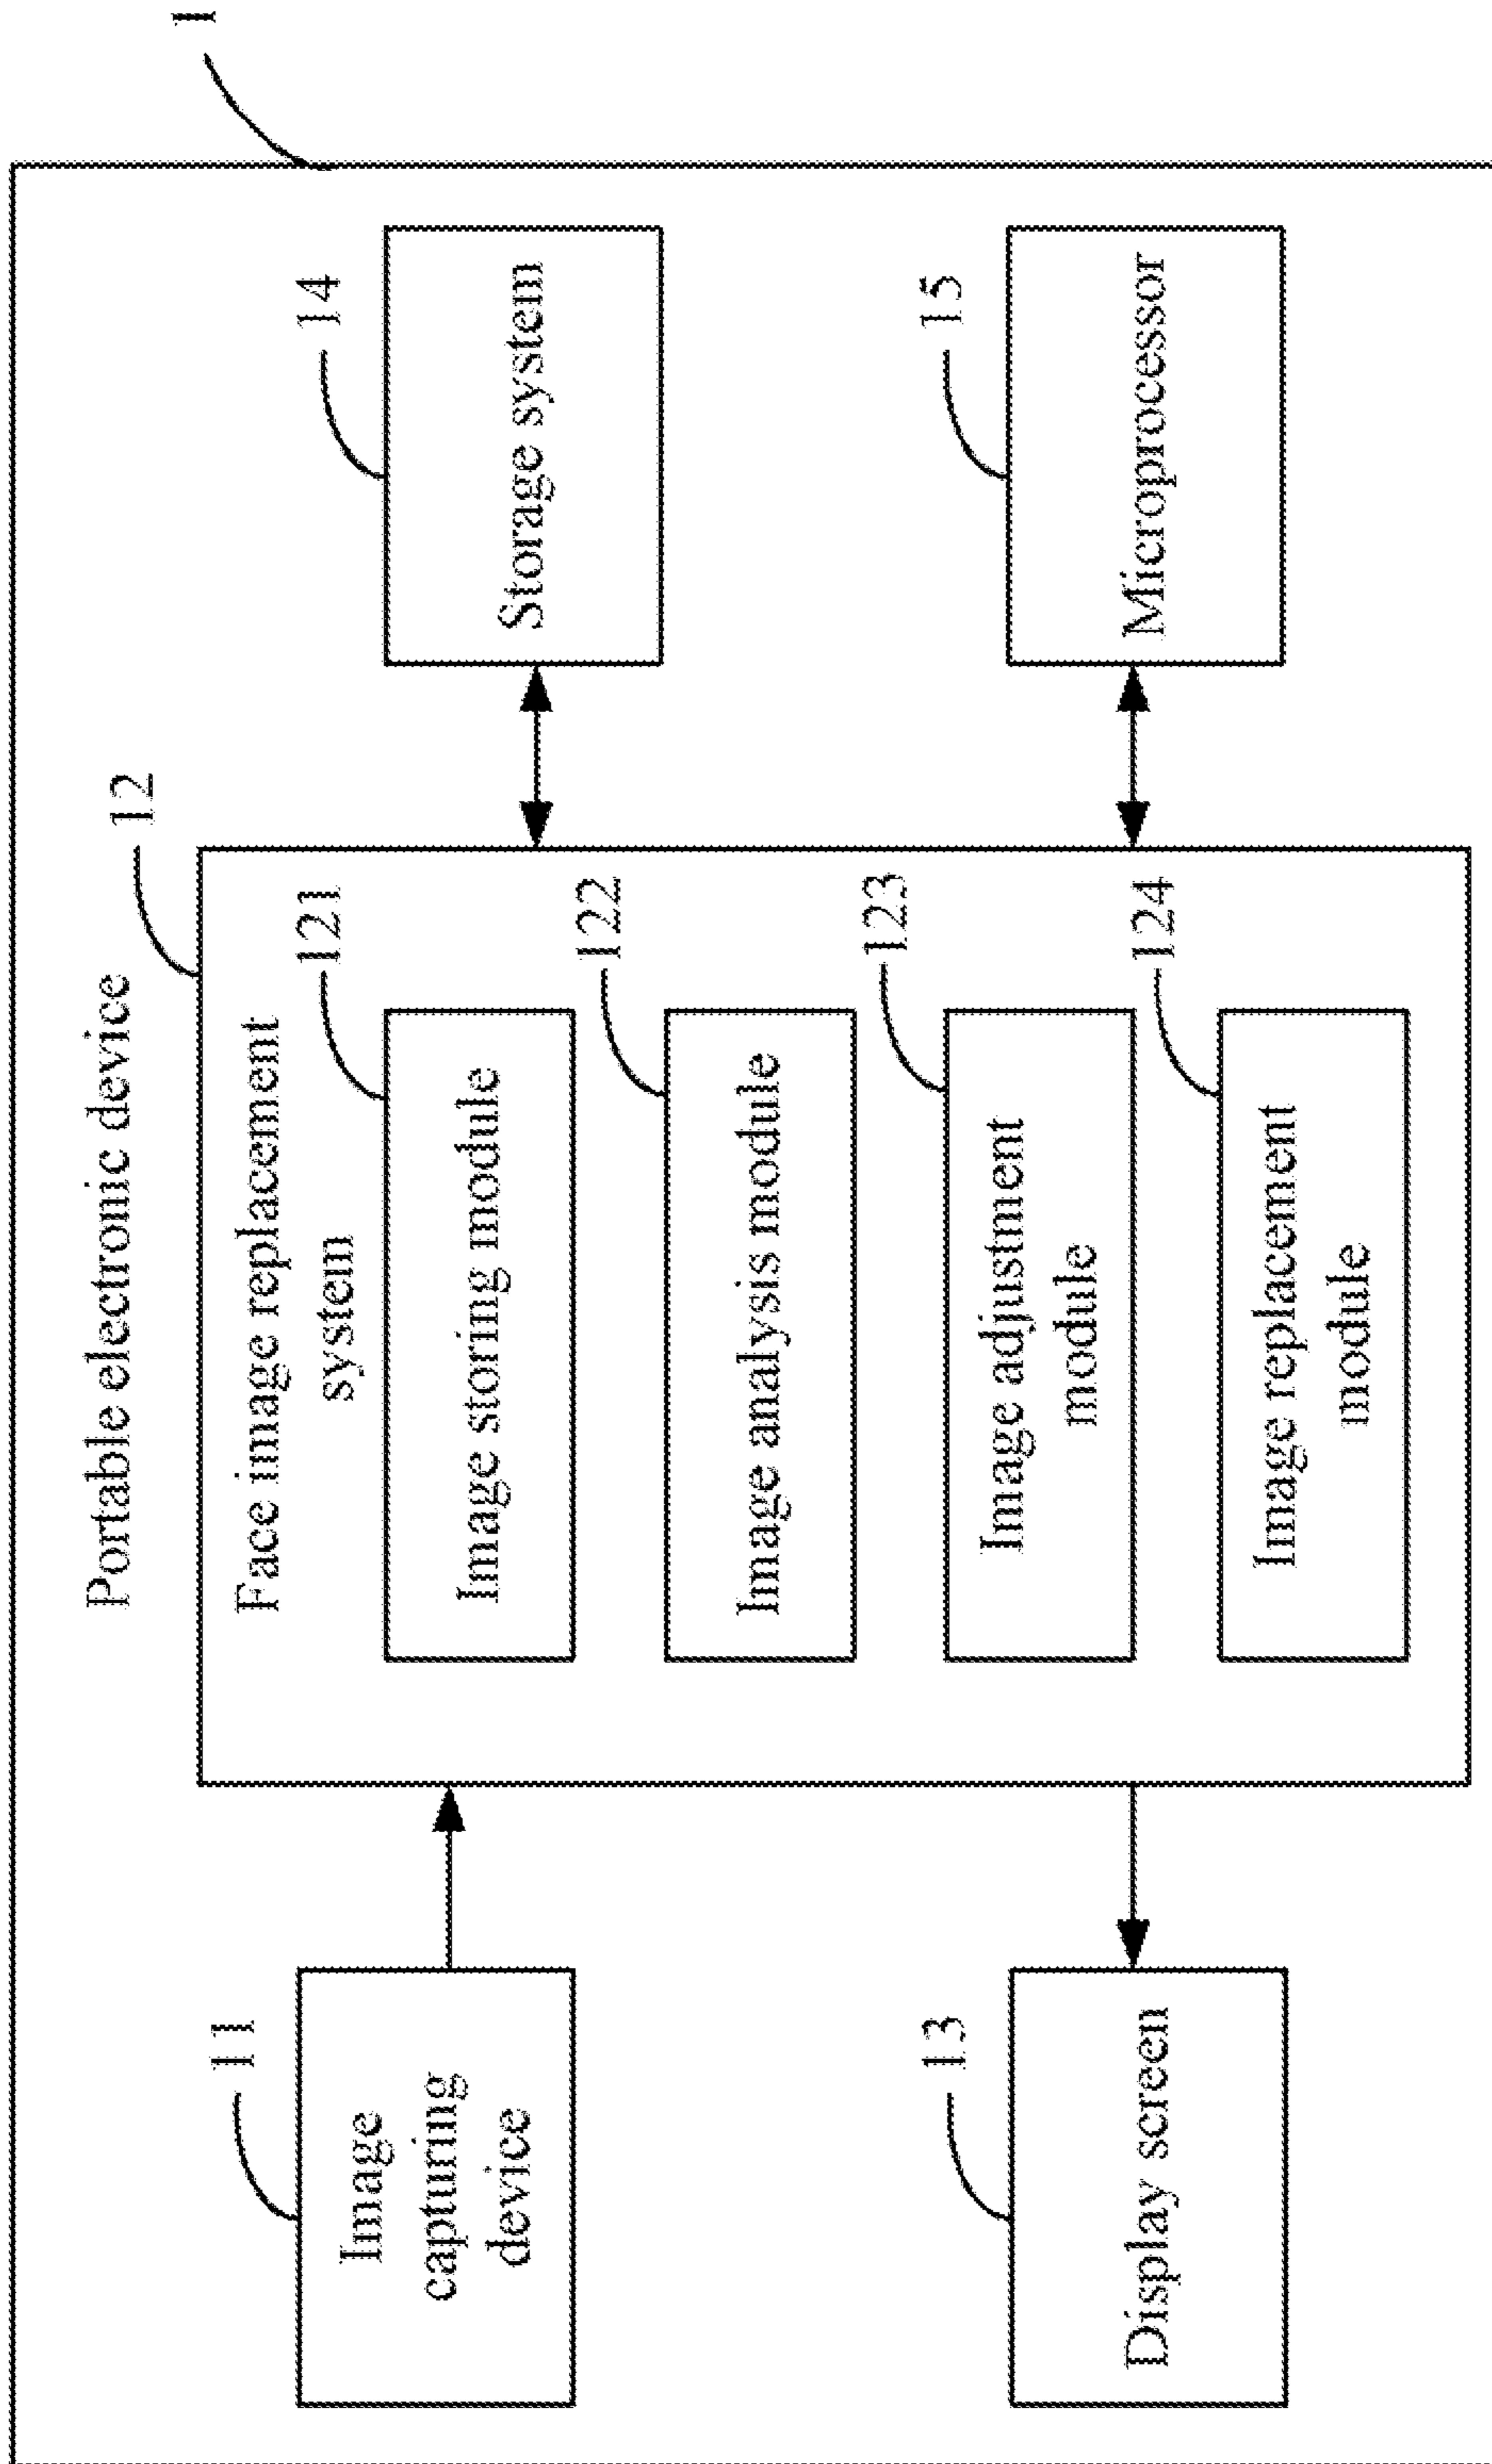 1
Portable electronic device
12
11
Image
capturing
device
Face image replacement
system
121
Image storing module
122
Image analysis module
123
Image adjustment
module
124
Image replacement
module
14
Storage system
13
Display screen
15
Microprocessor